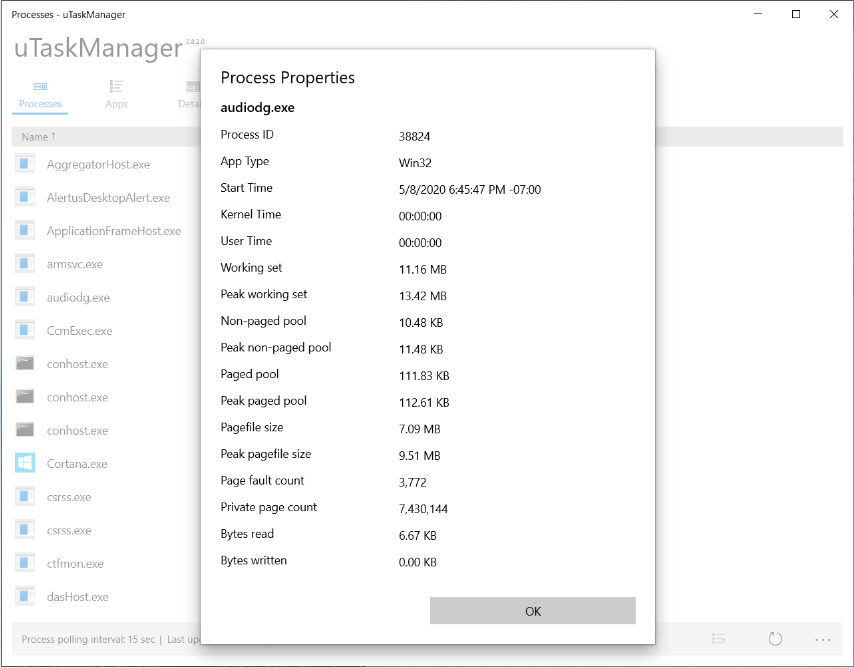 Processes - uTaskManager
uTaskManager 3.8.2.0
Processes
Apps
Name ↑
AggregatorHost.exe
AlertusDesktopAlert.exe
ApplicationFrameHost.exe
armsvc.exe
audiodg.exe
CcmExec.exe
conhost.exe
conhost.exe
conhost.exe
Cortana.exe
csrss.exe
csrss.exe
ctfmon.exe
dasHost.exe
Process polling interval: 15 sec | Last
Process Properties
audiodg.exe
Process ID 38824
App Type Win32
Start Time 5/8/2020 6:45:47 PM -07:00
Kernel Time 00:00:00
User Time 00:00:00
Working set 11.16 MB
Peak working set 13.42 MB
Non-paged pool 10.48 KB
Peak non-paged pool 11.48 KB
Paged pool 111.83 KB
Peak paged pool 112.61 KB
Pagefile size 7.09 MB
Peak pagefile size 9.51 MB
Page fault count 3,772
Private page count 7,430,144
Bytes read 6.67 KB
Bytes written 0.00 KB
OK